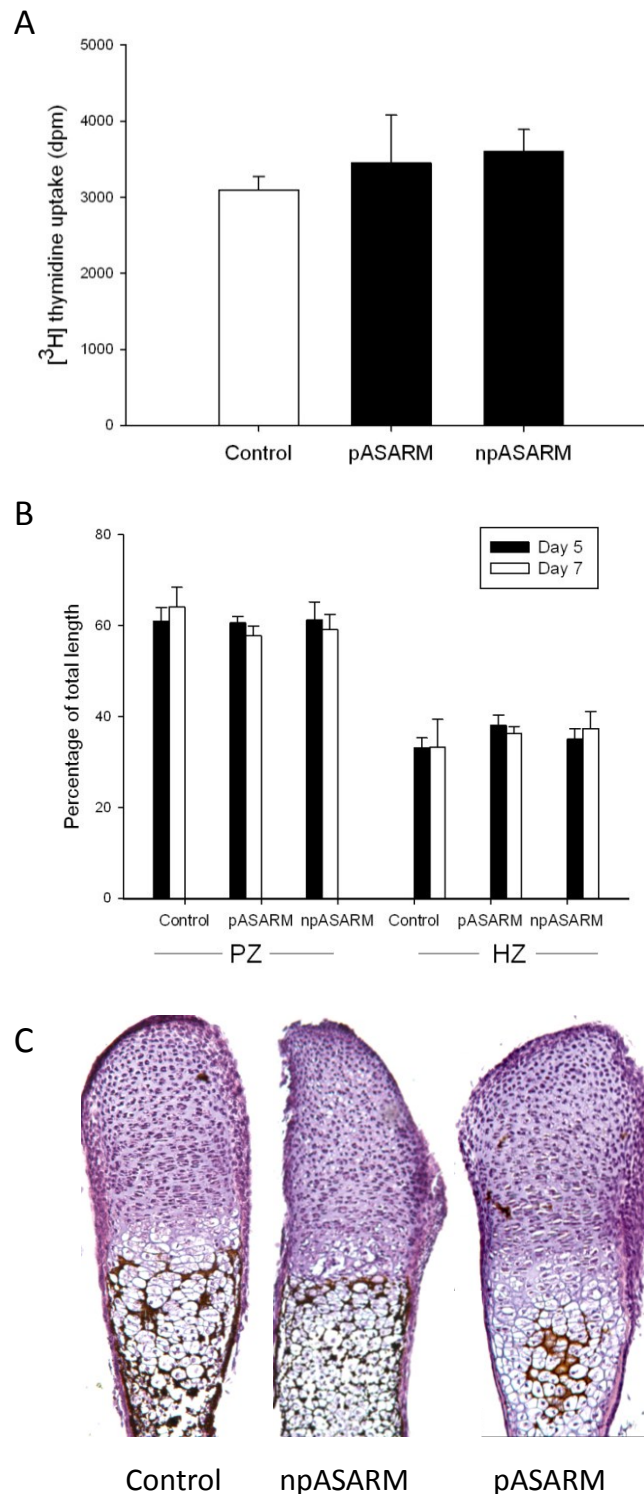 A
[³H] thymidine uptake (dpm)
5000
4000
3000
2000
1000
0
Control pASARM npASARM
B
Percentage of total length
80
60
40
20
0
Day 5
Day 7
Control pASARM npASARM Control pASARM npASARM
PZ HZ
C
Control npASARM pASARM